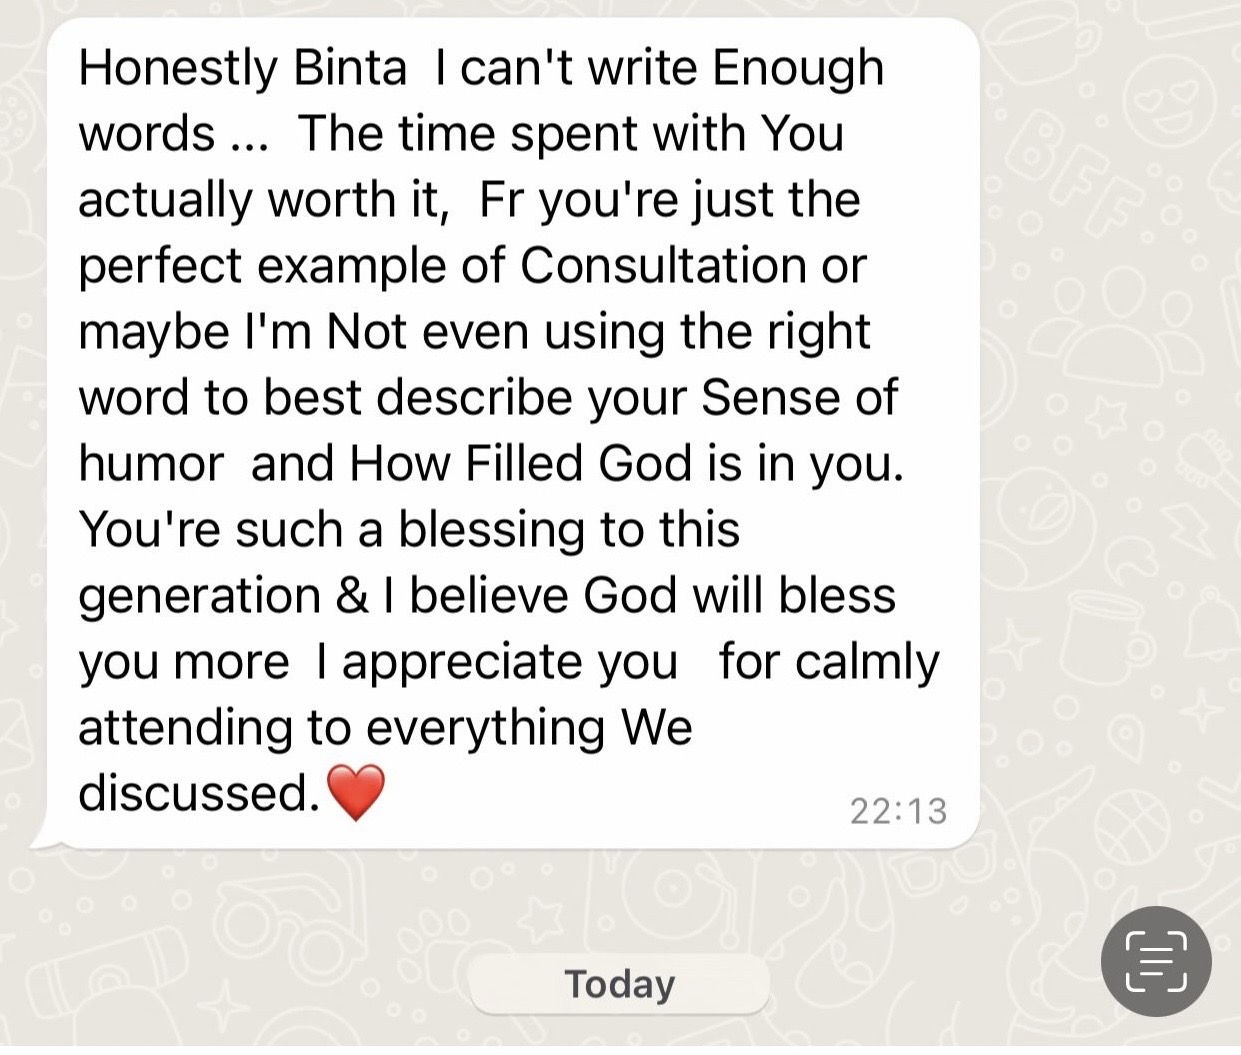 Honestly Binta  I can't write Enough
words ...  The time spent with You
actually worth it,  Fr you're just the
perfect example of Consultation or
maybe I'm Not even using the right
word to best describe your Sense of
humor  and How Filled God is in you.
You're such a blessing to this
generation & I believe God will bless
you more  I appreciate you   for calmly
attending to everything We
discussed.❤️
22:13
BFF
Today